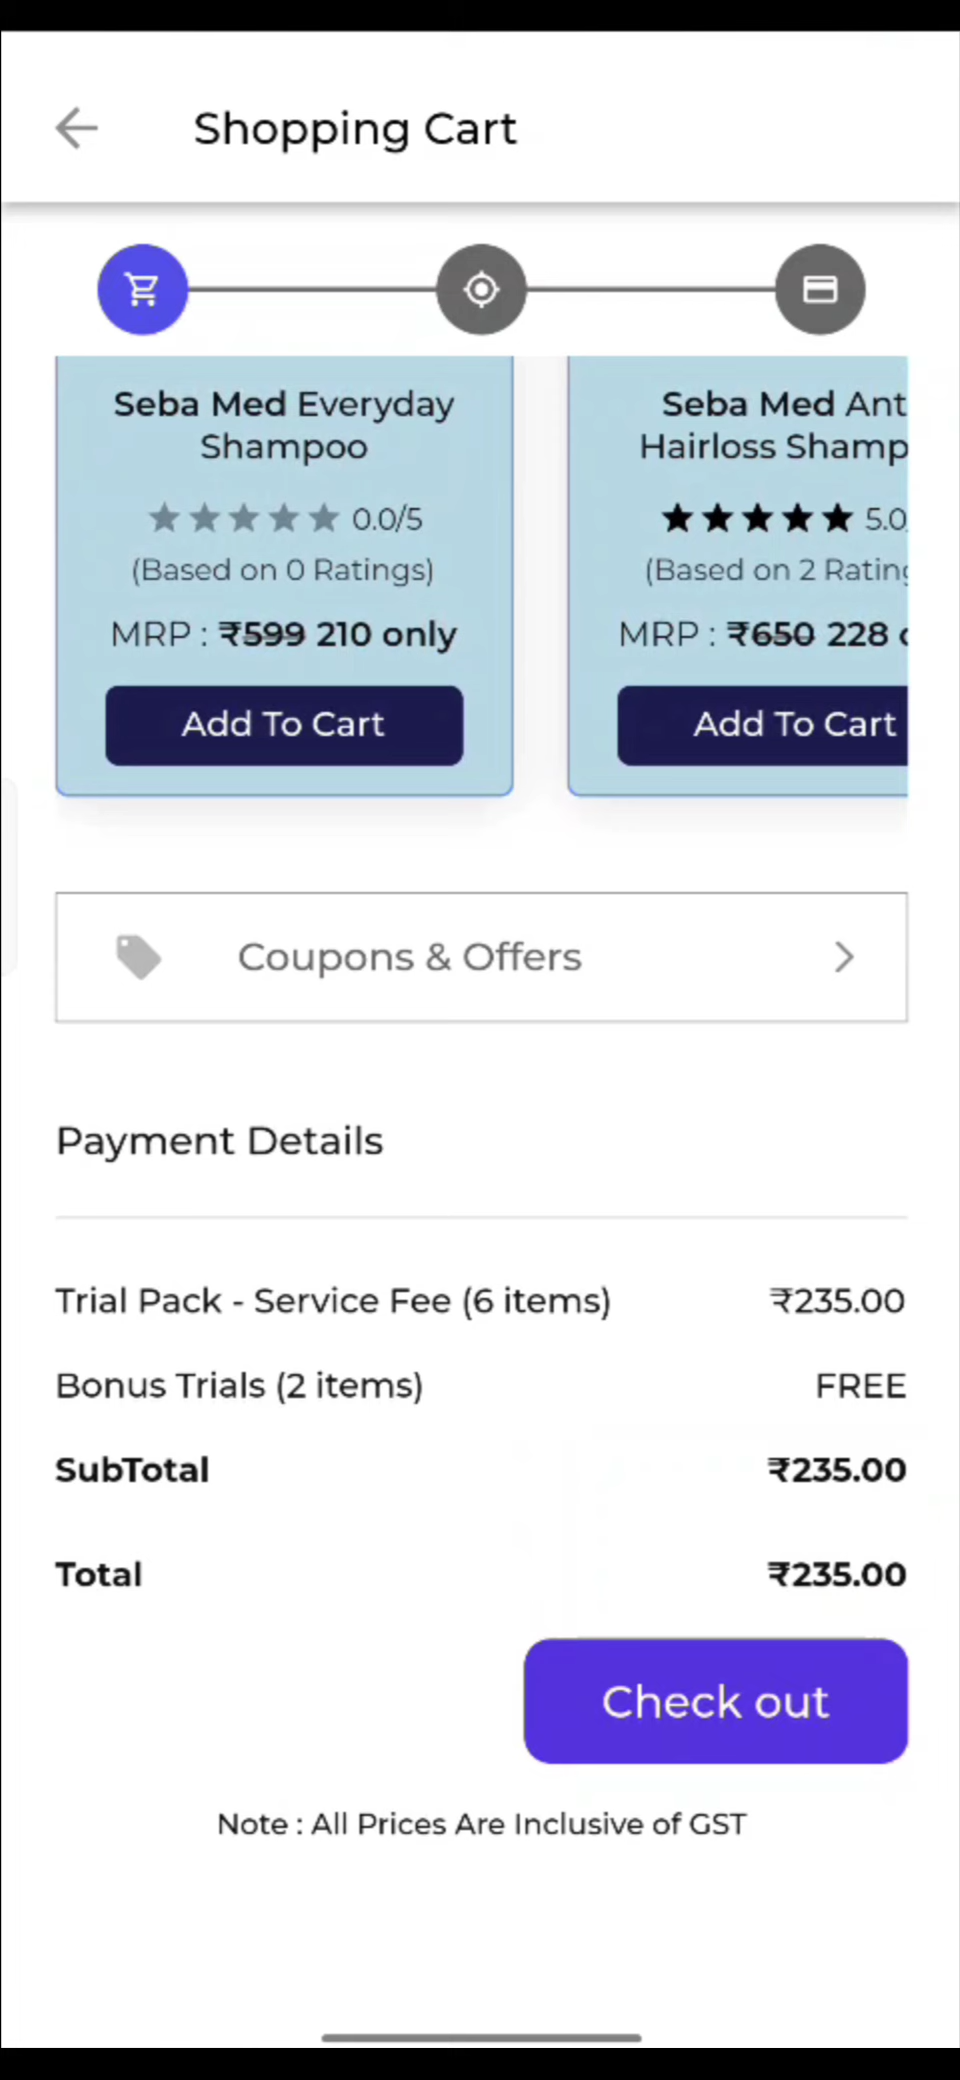 Shopping Cart
Seba Med Everyday
Shampoo
0.0/5
(Based on 0 Ratings)
MRP : ₹599 210 only
Add To Cart
Seba Med Ant
Hairloss Shamp
5.0
(Based on 2 Rating
MRP : ₹650 228
Add To Cart
Coupons & Offers
Payment Details
Trial Pack - Service Fee (6 items) ₹235.00
Bonus Trials (2 items) FREE
SubTotal ₹235.00
Total ₹235.00
Check out
Note : All Prices Are Inclusive of GST